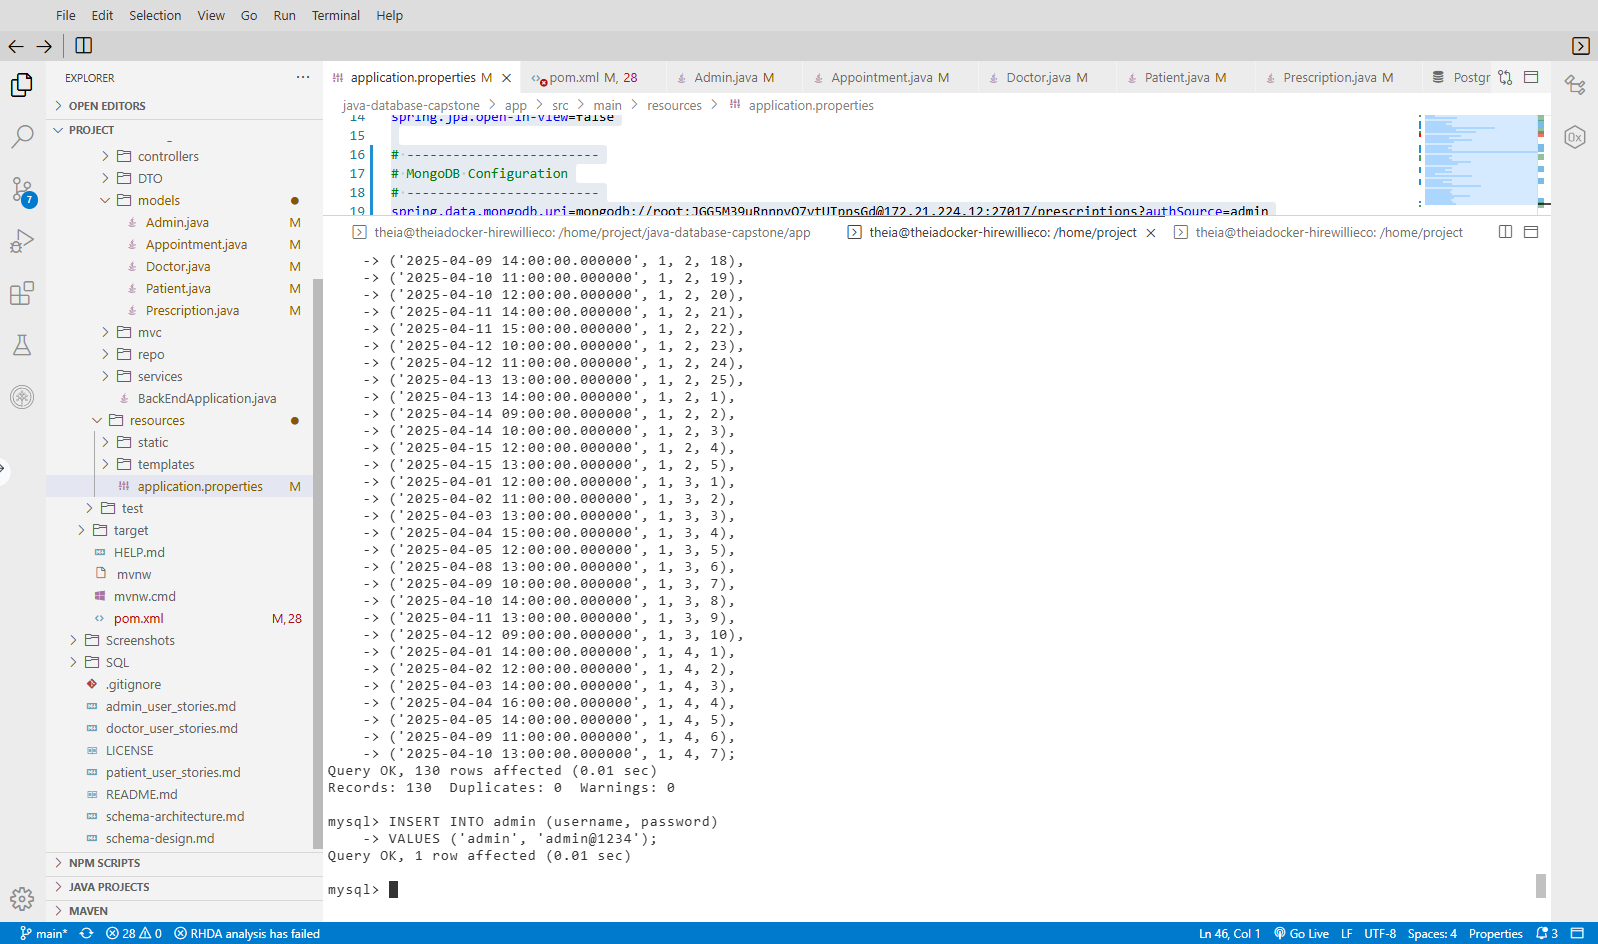 File Edit Selection View Go Run Terminal Help
EXPLORER
OPEN EDITORS
PROJECT
controllers
DTO
models
Admin.java M
Appointment.java M
Doctor.java M
Patient.java M
Prescription.java M
mvc
repo
services
BackEndApplication.java
resources
static
templates
application.properties M
test
target
HELP.md
mvnw
mvnw.cmd
pom.xml M, 28
Screenshots
SQL
.gitignore
admin_user_stories.md
doctor_user_stories.md
LICENSE
patient_user_stories.md
README.md
schema-architecture.md
schema-design.md
NPM SCRIPTS
JAVA PROJECTS
MAVEN
7
application.properties M pom.xml M, 28 Admin.java M Appointment.java M Doctor.java M Patient.java M Prescription.java M Postgr
java-database-capstone > app > src > main > resources > application.properties
14 spring.jpa.open-in-view=false
15
16 # -------------------------
17 # MongoDB Configuration
18 # -------------------------
19 spring.data.mongodb.uri=mongodb://root:JGG5M39uRnnpvO7vtUTppsGd@172.21.224.12:27017/prescriptions?authSource=admin
theia@theiadocker-hirewillieco: /home/project/java-database-capstone/app theia@theiadocker-hirewillieco: /home/project theia@theiadocker-hirewillieco: /home/project
-> ('2025-04-09 14:00:00.000000', 1, 2, 18),
-> ('2025-04-10 11:00:00.000000', 1, 2, 19),
-> ('2025-04-10 12:00:00.000000', 1, 2, 20),
-> ('2025-04-11 14:00:00.000000', 1, 2, 21),
-> ('2025-04-11 15:00:00.000000', 1, 2, 22),
-> ('2025-04-12 10:00:00.000000', 1, 2, 23),
-> ('2025-04-12 11:00:00.000000', 1, 2, 24),
-> ('2025-04-13 13:00:00.000000', 1, 2, 25),
-> ('2025-04-13 14:00:00.000000', 1, 2, 1),
-> ('2025-04-14 09:00:00.000000', 1, 2, 2),
-> ('2025-04-14 10:00:00.000000', 1, 2, 3),
-> ('2025-04-15 12:00:00.000000', 1, 2, 4),
-> ('2025-04-15 13:00:00.000000', 1, 2, 5),
-> ('2025-04-01 12:00:00.000000', 1, 3, 1),
-> ('2025-04-02 11:00:00.000000', 1, 3, 2),
-> ('2025-04-03 13:00:00.000000', 1, 3, 3),
-> ('2025-04-04 15:00:00.000000', 1, 3, 4),
-> ('2025-04-05 12:00:00.000000', 1, 3, 5),
-> ('2025-04-08 13:00:00.000000', 1, 3, 6),
-> ('2025-04-09 10:00:00.000000', 1, 3, 7),
-> ('2025-04-10 14:00:00.000000', 1, 3, 8),
-> ('2025-04-11 13:00:00.000000', 1, 3, 9),
-> ('2025-04-12 09:00:00.000000', 1, 3, 10),
-> ('2025-04-01 14:00:00.000000', 1, 4, 1),
-> ('2025-04-02 12:00:00.000000', 1, 4, 2),
-> ('2025-04-03 14:00:00.000000', 1, 4, 3),
-> ('2025-04-04 16:00:00.000000', 1, 4, 4),
-> ('2025-04-05 14:00:00.000000', 1, 4, 5),
-> ('2025-04-09 11:00:00.000000', 1, 4, 6),
-> ('2025-04-10 13:00:00.000000', 1, 4, 7);
Query OK, 130 rows affected (0.01 sec)
Records: 130  Duplicates: 0  Warnings: 0
mysql> INSERT INTO admin (username, password)
-> VALUES ('admin', 'admin@1234');
Query OK, 1 row affected (0.01 sec)
mysql>
main* 28 0 RHDA analysis has failed Ln 46, Col 1 Go Live LF UTF-8 Spaces: 4 Properties 3